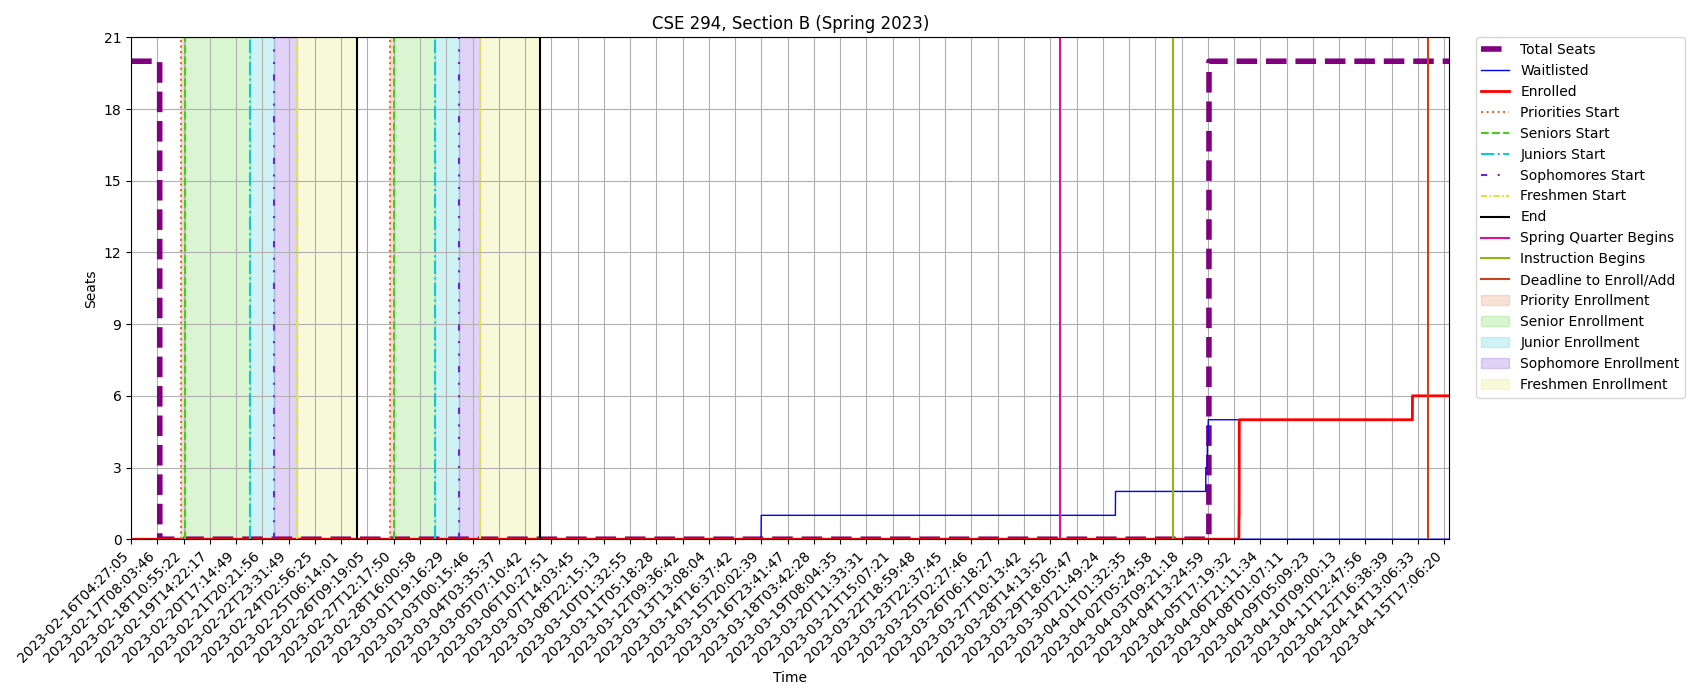 CSE 294, Section B (Spring 2023)
21
18
15
12
9
6
3
0
Seats
2023-02-16T04:27:05
2023-02-17T08:03:46
2023-02-18T10:55:22
2023-02-19T14:22:17
2023-02-20T17:14:49
2023-02-21T20:21:56
2023-02-22T23:31:49
2023-02-24T02:56:25
2023-02-25T06:14:01
2023-02-26T09:19:05
2023-02-27T12:17:50
2023-02-28T16:00:58
2023-03-01T19:16:29
2023-03-03T00:15:46
2023-03-04T03:35:37
2023-03-05T07:10:42
2023-03-06T10:27:51
2023-03-07T14:03:45
2023-03-08T22:15:13
2023-03-10T01:32:55
2023-03-11T05:18:28
2023-03-12T09:36:42
2023-03-13T13:08:04
2023-03-14T16:37:42
2023-03-15T20:02:39
2023-03-16T23:41:47
2023-03-18T03:42:28
2023-03-19T08:04:35
2023-03-20T11:33:31
2023-03-21T15:07:21
2023-03-22T18:59:48
2023-03-23T22:37:45
2023-03-25T02:27:46
2023-03-26T06:18:27
2023-03-27T10:13:42
2023-03-28T14:13:52
2023-03-29T18:05:47
2023-03-30T21:49:24
2023-04-01T01:32:35
2023-04-02T05:24:58
2023-04-03T09:21:18
2023-04-04T13:24:59
2023-04-05T17:19:32
2023-04-06T21:11:34
2023-04-08T01:07:11
2023-04-09T05:09:23
2023-04-10T09:00:13
2023-04-11T12:47:56
2023-04-12T16:38:39
2023-04-14T13:06:33
2023-04-15T17:06:20
Time
Total Seats
Waitlisted
Enrolled
Priorities Start
Seniors Start
Juniors Start
Sophomores Start
Freshmen Start
End
Spring Quarter Begins
Instruction Begins
Deadline to Enroll/Add
Priority Enrollment
Senior Enrollment
Junior Enrollment
Sophomore Enrollment
Freshmen Enrollment